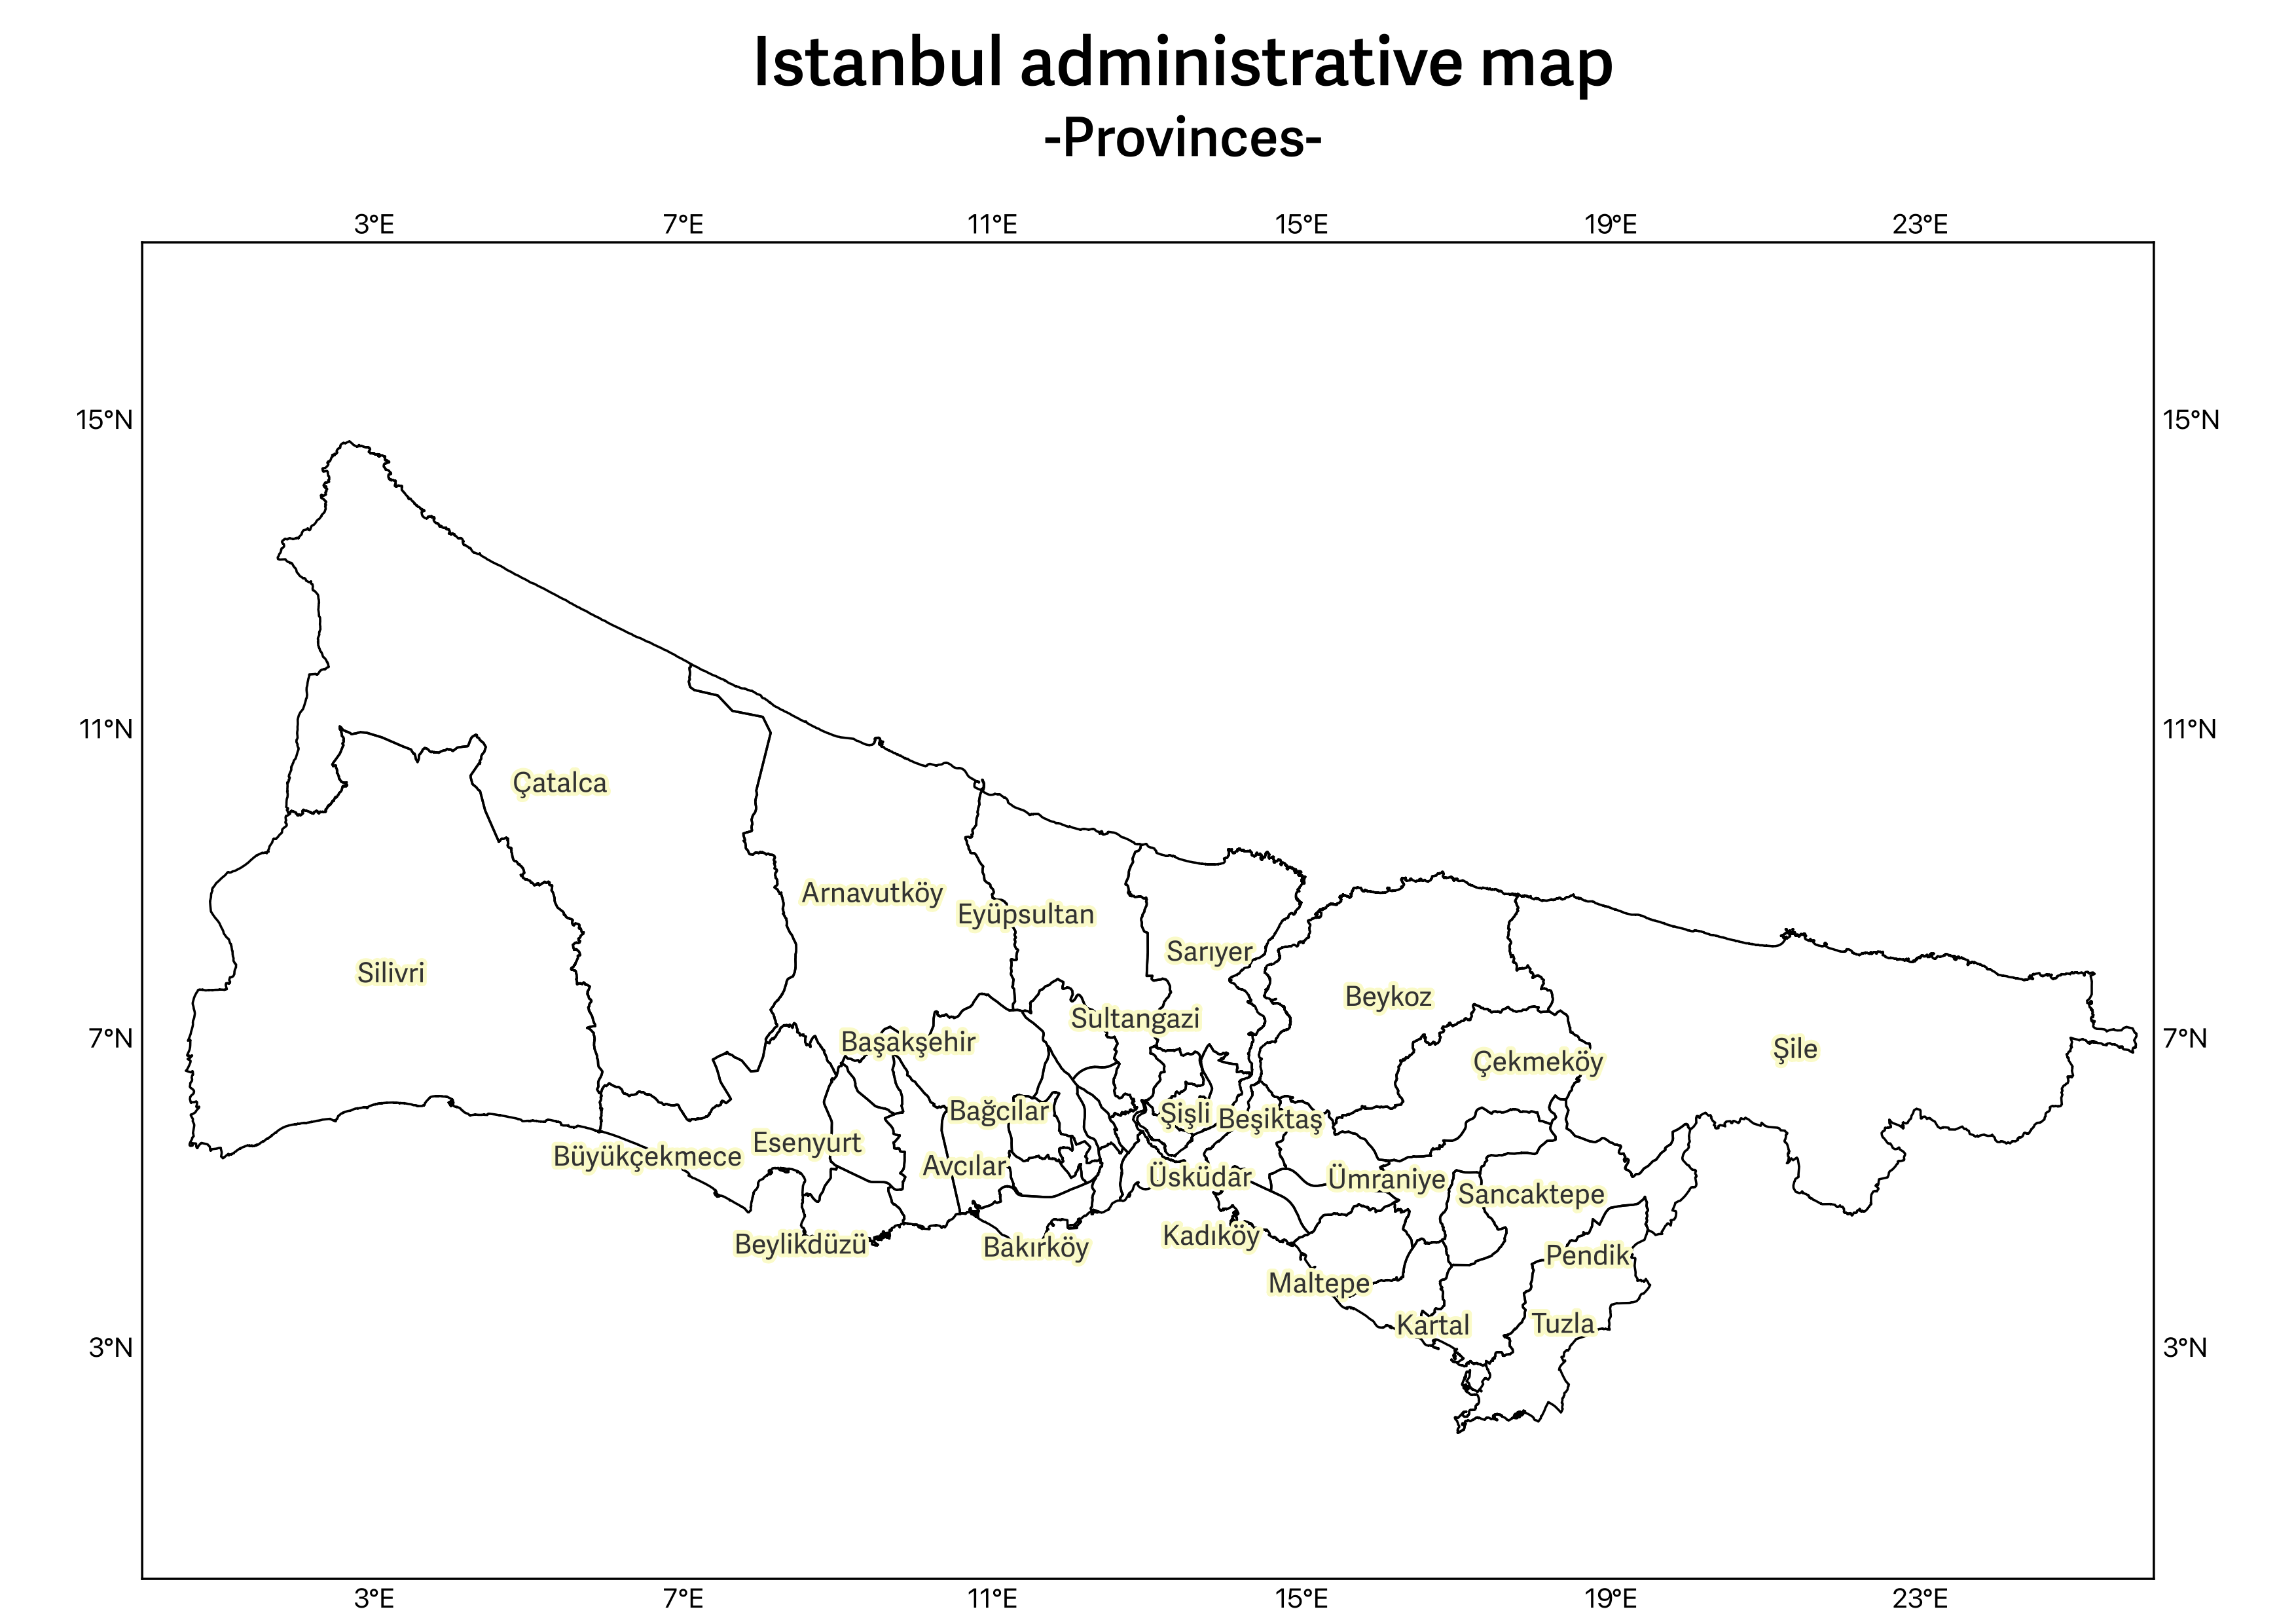 Istanbul administrative map
-Provinces-
3°E 7°E 11°E 15°E 19°E 23°E
15°N 15°N
11°N 11°N
Çatalca
Arnavutköy
Eyüpsultan
Sarıyer
Silivri
Beykoz
Sultangazi
7°N 7°N
Başakşehir
Şile
Çekmeköy
Bağcılar
Şişli
Beşiktaş
Esenyurt
Büyükçekmece
Avcılar
Üsküdar
Ümraniye
Sancaktepe
Kadıköy
Beylikdüzü
Bakırköy
Pendik
Maltepe
Kartal
Tuzla
3°N 3°N
3°E 7°E 11°E 15°E 19°E 23°E